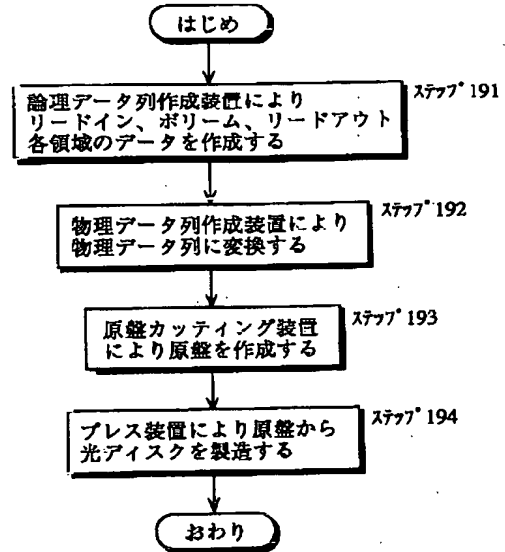 はじめ
論理データ列作成装置により
リードイン、ボリーム、リードアウト
各領域のデータを作成する
ステップ191
物理データ列作成装置により
物理データ列に変換する
ステップ192
原盤カッティング装置
により原盤を作成する
ステップ193
プレス装置により原盤から
光ディスクを製造する
ステップ194
おわり